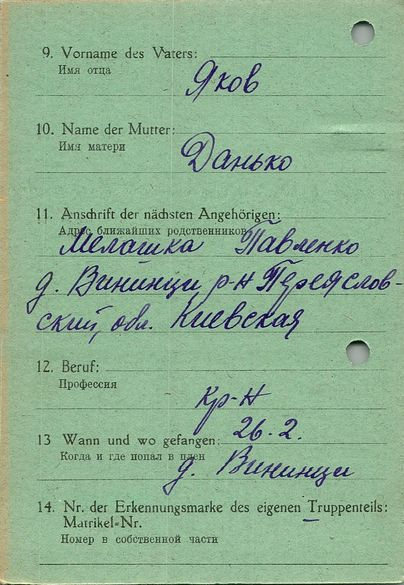 9. Vorname des Vaters:
Имя отца
Яков
10. Name der Mutter:
Имя матери
Данько
11. Anschrift der nächsten Angehörigen:
Адрес ближайших родственников
Мелашка Павленко
д. Вининци р-н Переяслов-
ский, обл. Киевская
12. Beruf:
Профессия
кр-н
13 Wann und wo gefangen: 26.2.
Когда и где попал в плен
д. Вининци
14. Nr. der Erkennungsmarke des eigenen Truppenteils:
Matrikel-Nr.
Номер в собственной части